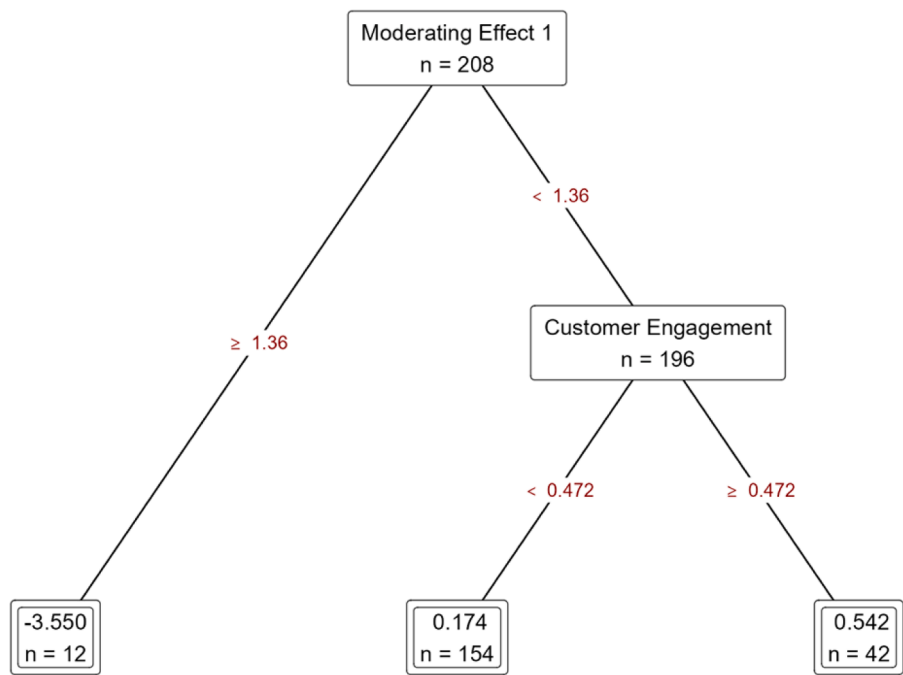 Moderating Effect 1
n = 208
< 1.36
≥ 1.36
Customer Engagement
n = 196
< 0.472
≥ 0.472
-3.550
n = 12
0.174
n = 154
0.542
n = 42